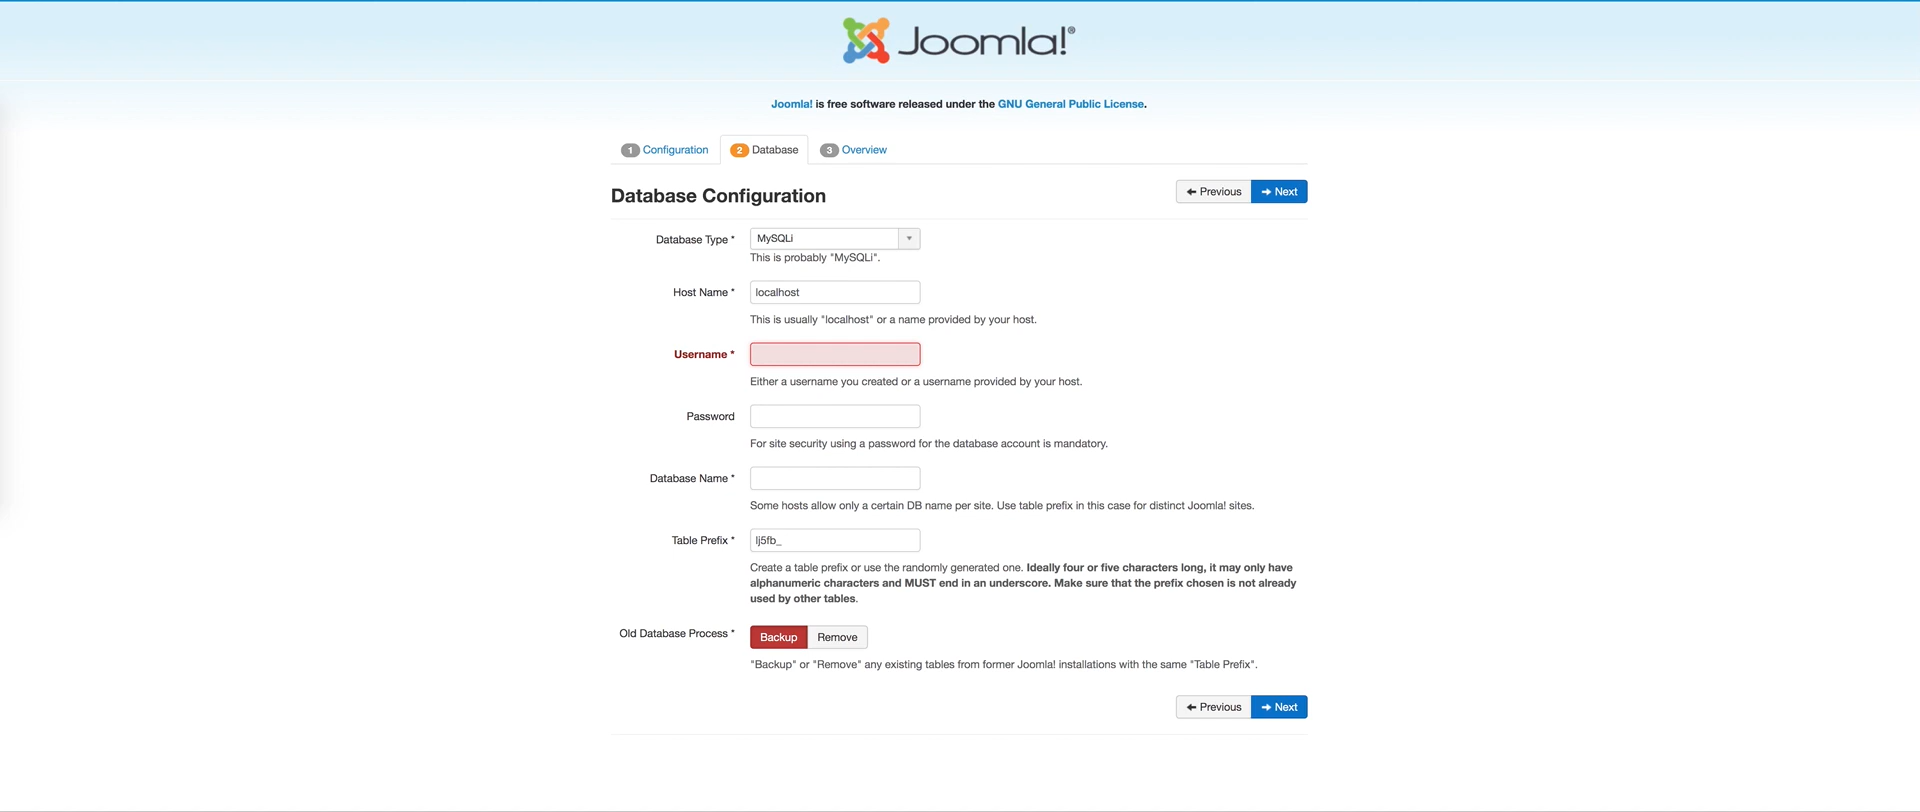 Joomla!®
Joomla! is free software released under the GNU General Public License.
1 Configuration 2 Database 3 Overview
Database Configuration
Previous Next
Database Type * MySQLi
This is probably "MySQLi".
Host Name * localhost
This is usually "localhost" or a name provided by your host.
Username *
Either a username you created or a username provided by your host.
Password
For site security using a password for the database account is mandatory.
Database Name *
Some hosts allow only a certain DB name per site. Use table prefix in this case for distinct Joomla! sites.
Table Prefix * lj5fb_
Create a table prefix or use the randomly generated one. Ideally four or five characters long, it may only have
alphanumeric characters and MUST end in an underscore. Make sure that the prefix chosen is not already
used by other tables.
Old Database Process * Backup Remove
"Backup" or "Remove" any existing tables from former Joomla! installations with the same "Table Prefix".
Previous Next